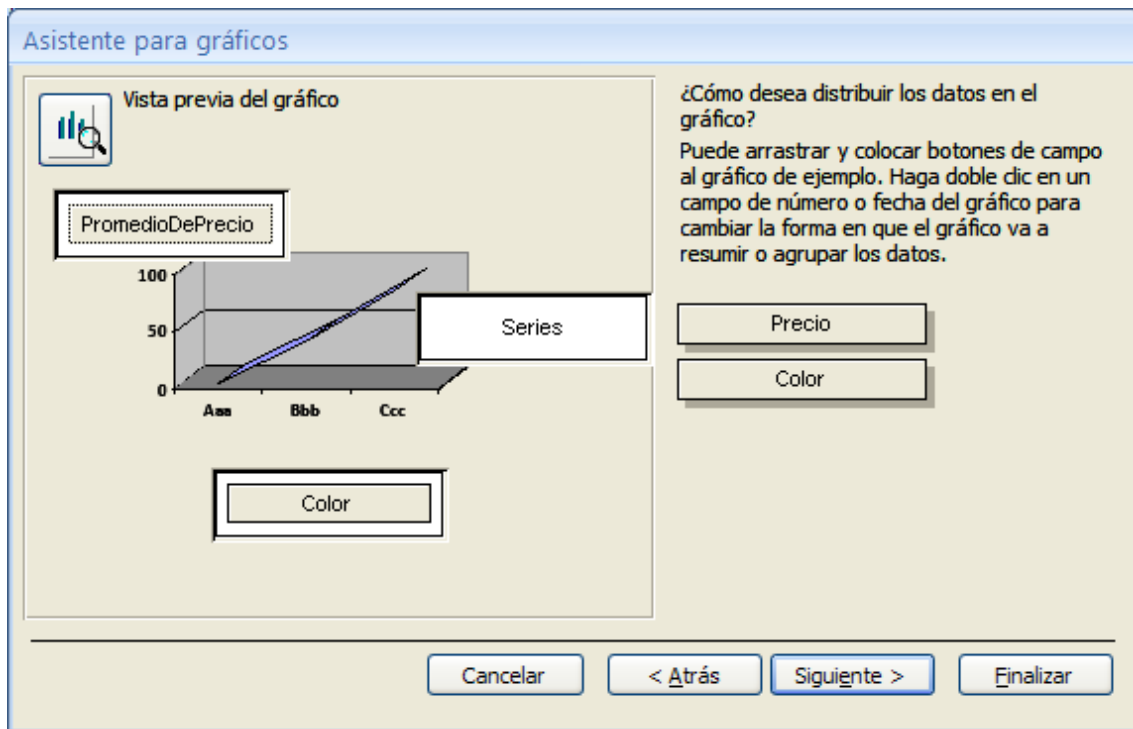 Asistente para gráficos
Vista previa del gráfico
PromedioDePrecio
100
50
0
Aaa Bbb Ccc
Series
Color
¿Cómo desea distribuir los datos en el
gráfico?
Puede arrastrar y colocar botones de campo
al gráfico de ejemplo. Haga doble clic en un
campo de número o fecha del gráfico para
cambiar la forma en que el gráfico va a
resumir o agrupar los datos.
Precio
Color
Cancelar
< Atrás
Siguiente >
Finalizar